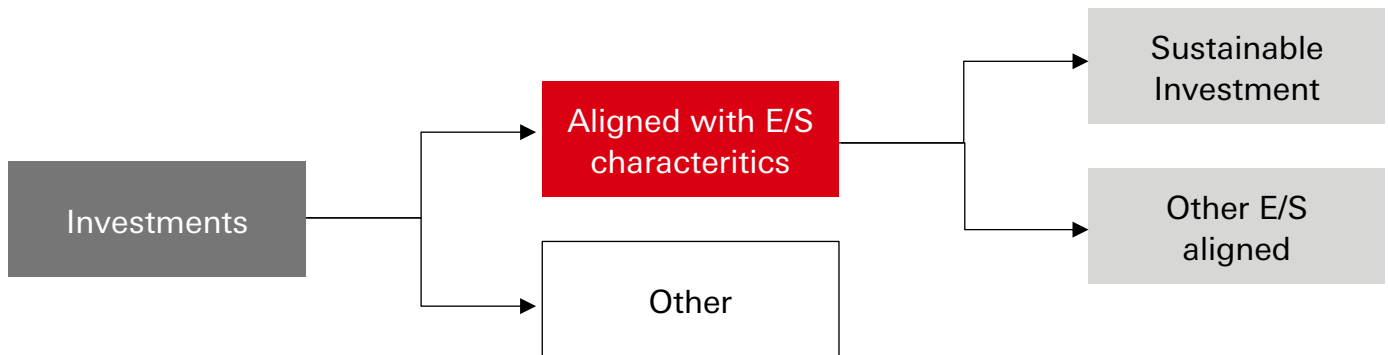 Investments
Aligned with E/S
characteritics
Other
Sustainable
Investment
Other E/S
aligned